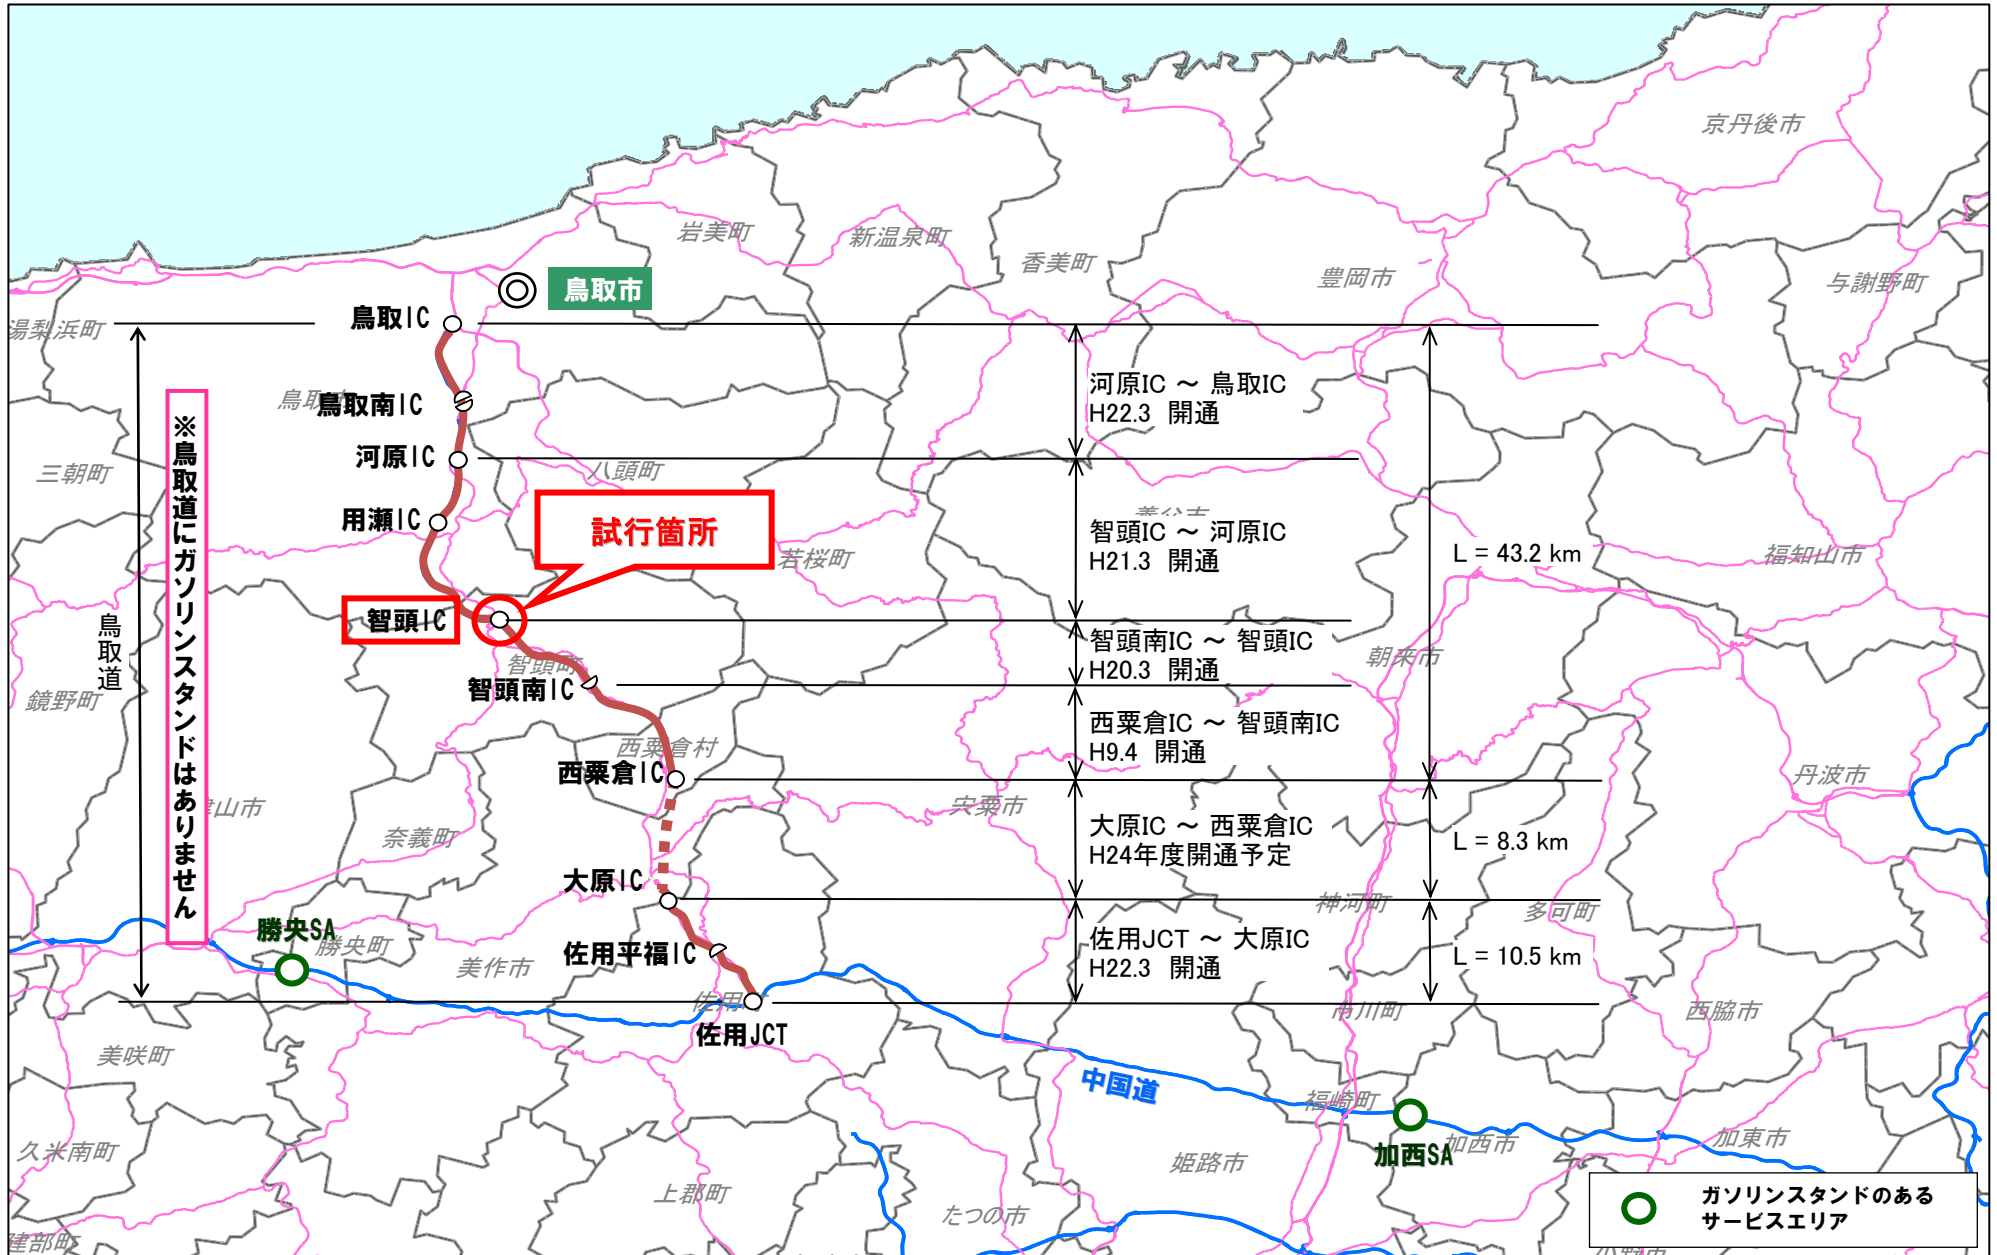 京丹後市
岩美町
新温泉町
香美町
豊岡市
与謝野町
鳥取市
湯梨浜町
鳥取IC
鳥取南IC
河原IC
用瀬IC
三朝町
八頭町
若桜町
養父市
福知山市
試行箇所
智頭IC
智頭町
智頭南IC
鏡野町
西粟倉村
西粟倉IC
朝来市
丹波市
宍粟市
奈義町
大原IC
神河町
多可町
勝央SA
勝央町
美作市
佐用平福IC
佐用JCT
市川町
西脇市
美咲町
中国道
福崎町
加西SA
加西市
加東市
姫路市
久米南町
上郡町
たつの市
建部町
鳥取道
※鳥取道にガソリンスタンドはありません
河原IC ～ 鳥取IC
H22.3 開通
智頭IC ～ 河原IC
H21.3 開通
智頭南IC ～ 智頭IC
H20.3 開通
西粟倉IC ～ 智頭南IC
H9.4 開通
大原IC ～ 西粟倉IC
H24年度開通予定
佐用JCT ～ 大原IC
H22.3 開通
L = 43.2 km
L = 8.3 km
L = 10.5 km
ガソリンスタンドのある
サービスエリア